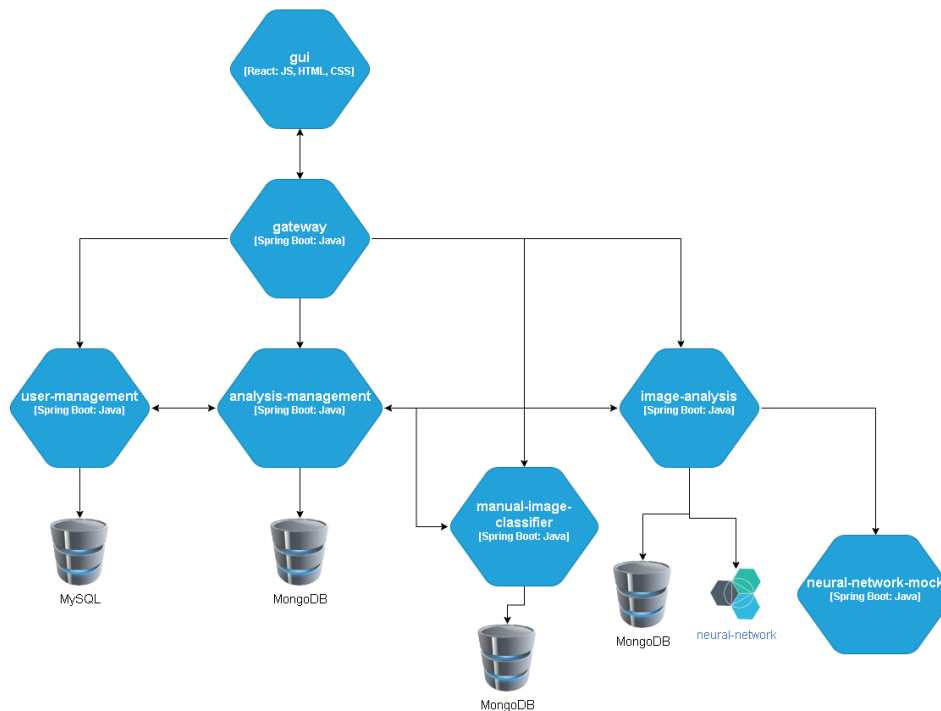 gui
[React: JS, HTML, CSS]
gateway
[Spring Boot: Java]
user-management
[Spring Boot: Java]
analysis-management
[Spring Boot: Java]
image-analysis
[Spring Boot: Java]
manual-image-
classifier
[Spring Boot: Java]
neural-network-mock
[Spring Boot: Java]
MySQL
MongoDB
MongoDB
neural-network
MongoDB